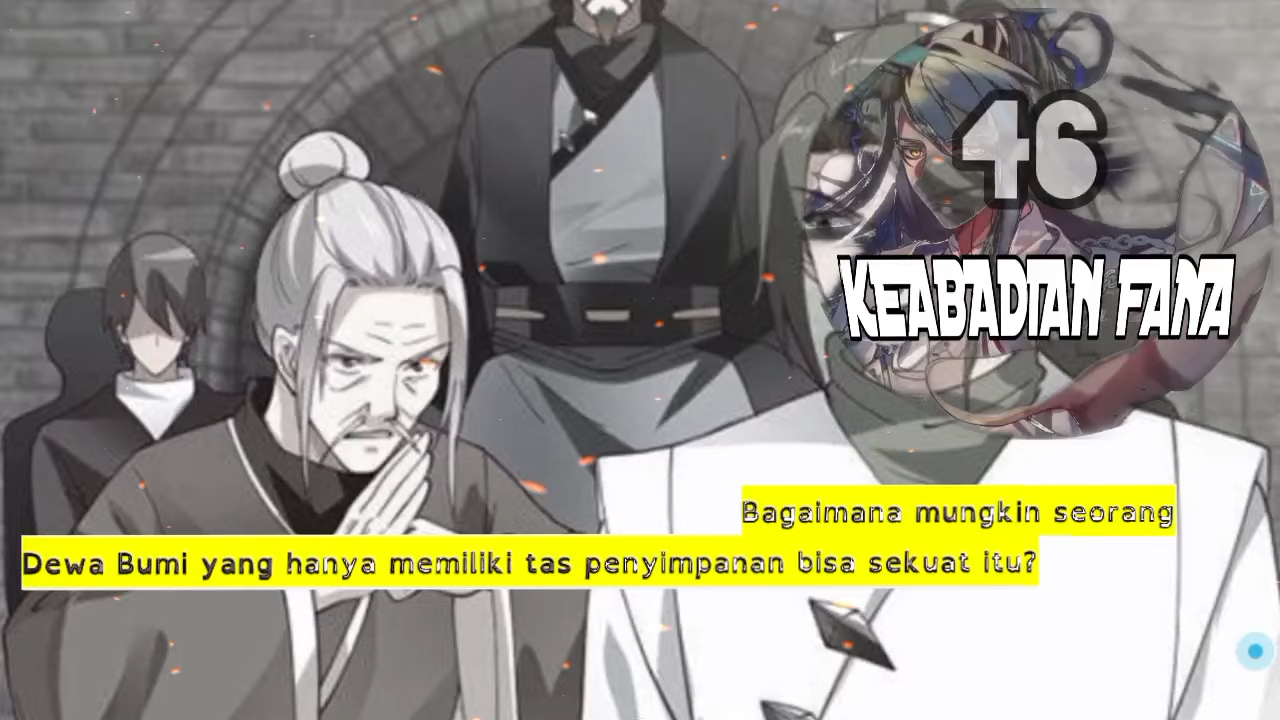 46
KEABADIAN FANA
Bagaimana mungkin seorang
Dewa Bumi yang hanya memiliki tas penyimpanan bisa sekuat itu?